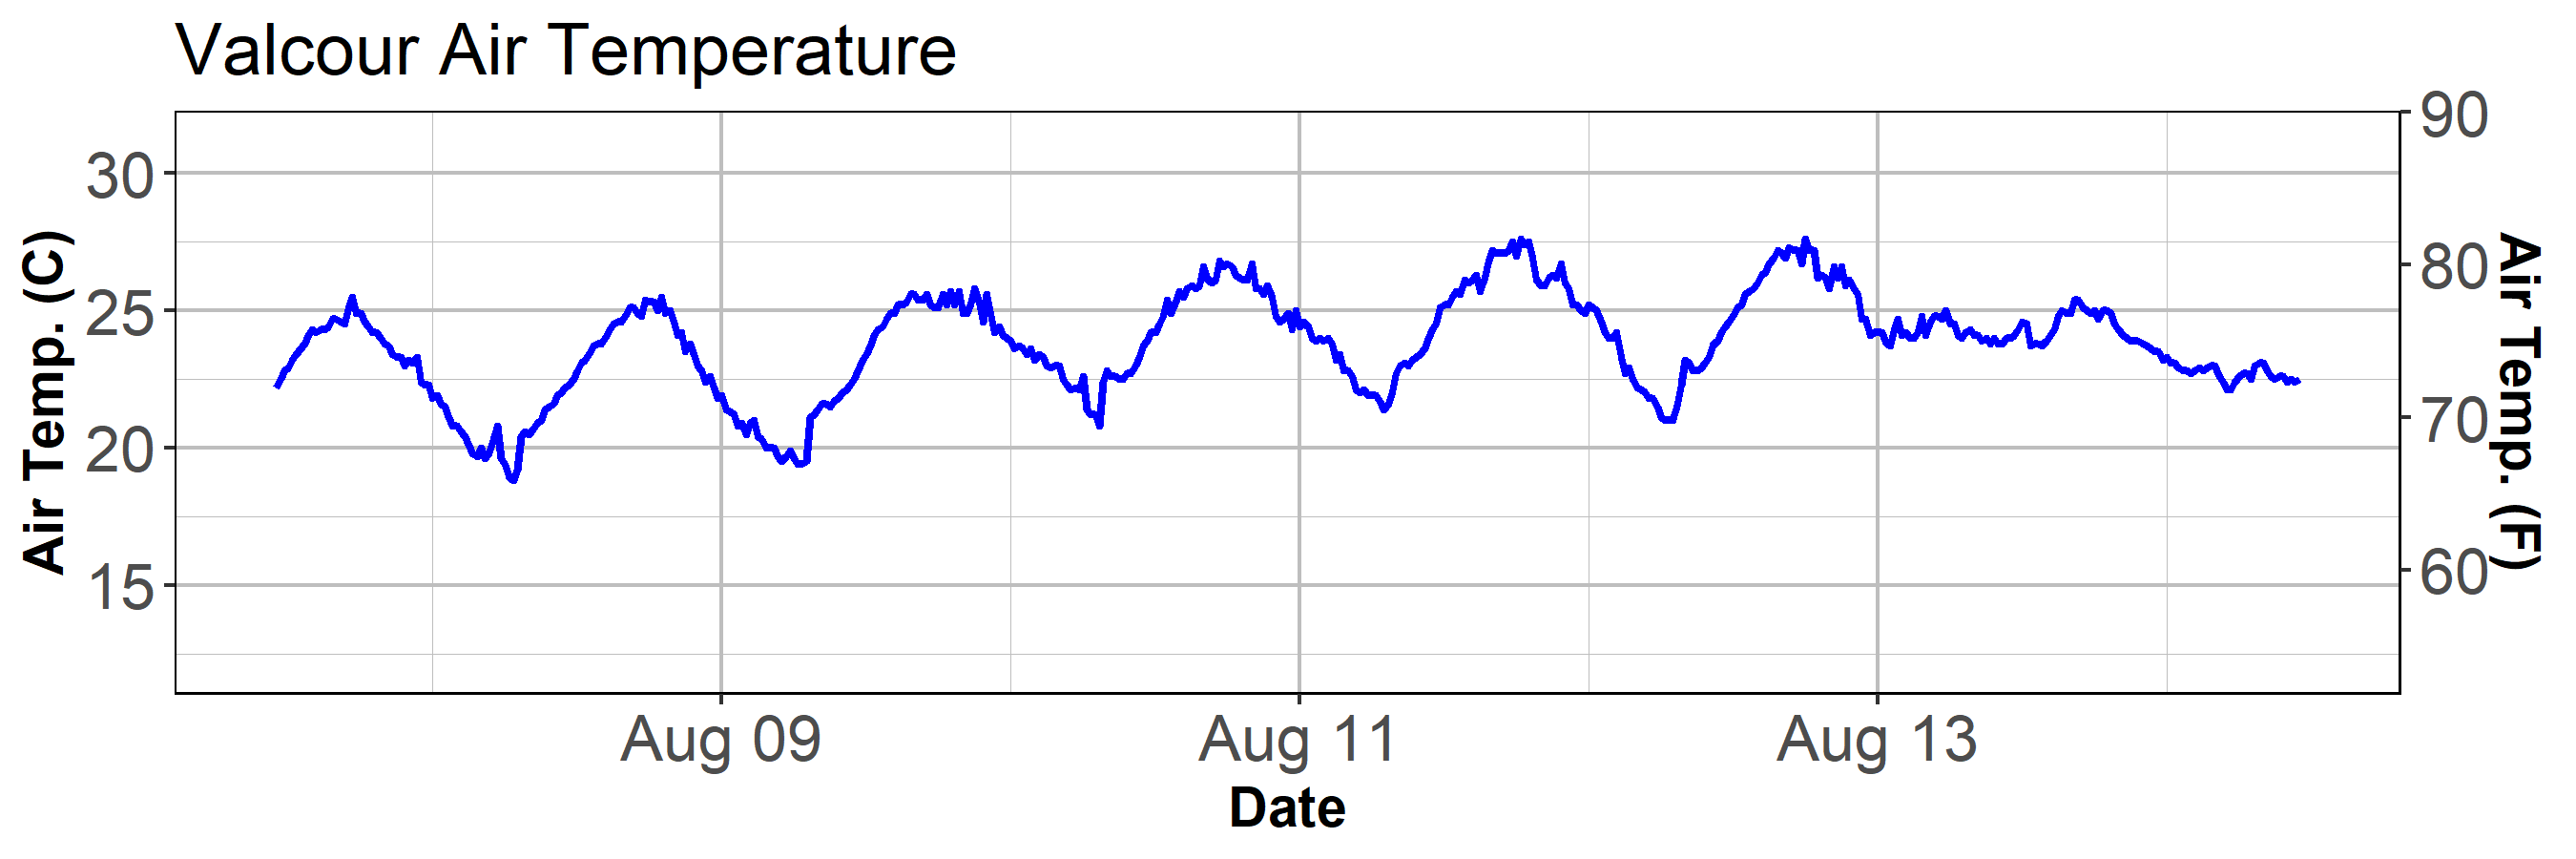 Valcour Air Temperature
Air Temp. (C)
30
25
20
15
90
80
70
60
Air Temp. (F)
Aug 09 Aug 11 Aug 13
Date